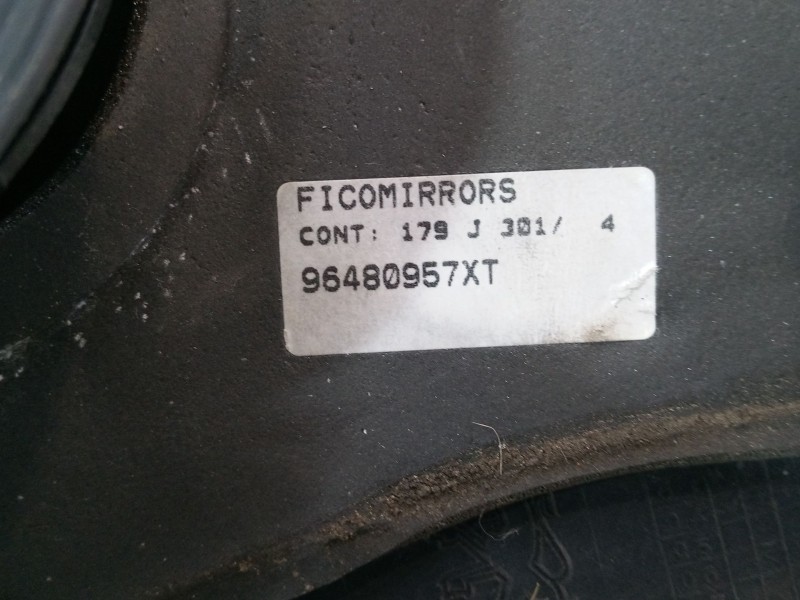 FICOMIRRORS
CONT: 179 J 301/ 4
96480957XT